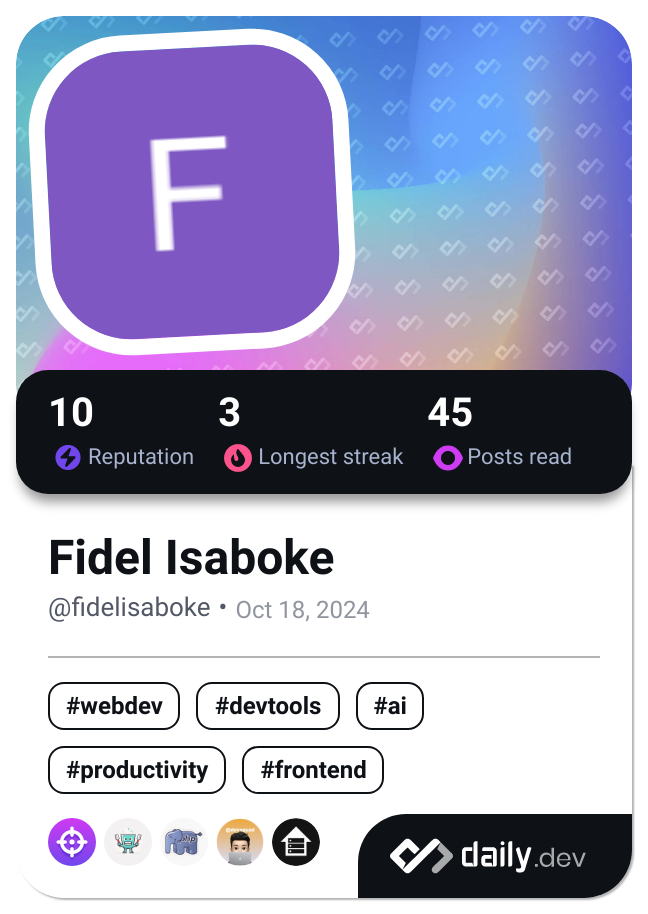 F
10 3 45
Reputation Longest streak Posts read
Fidel Isaboke
@fidelisaboke • Oct 18, 2024
#webdev #devtools #ai
#productivity #frontend
php
daily.dev